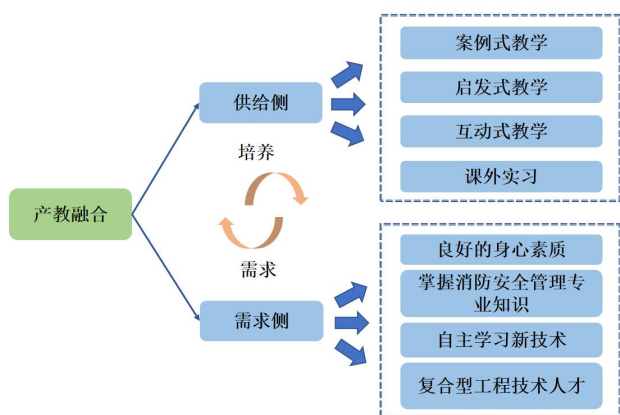 案例式教学
启发式教学
供给侧
互动式教学
培养
课外实习
产教融合
良好的身心素质
需求
掌握消防安全管理专
业知识
需求侧
自主学习新技术
复合型工程技术人才